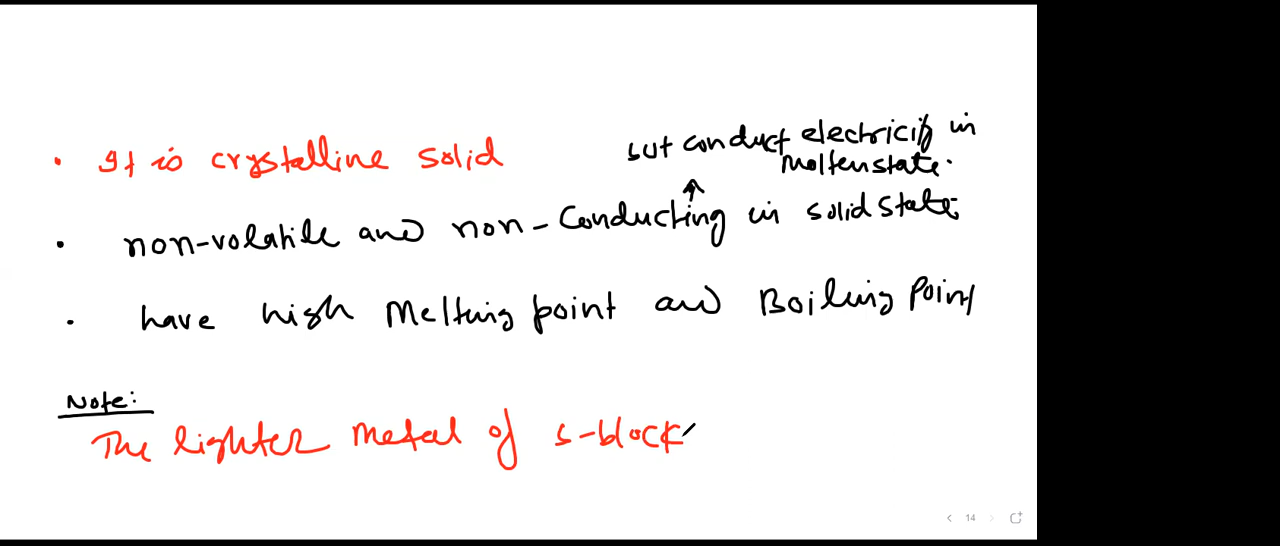 • It is crystalline solid
but conduct electricity in
molten state.
• non-volatile and non-conducting in solid state.
• have high Melting point and Boiling Point
Note:
The lighter metal of s-block
14